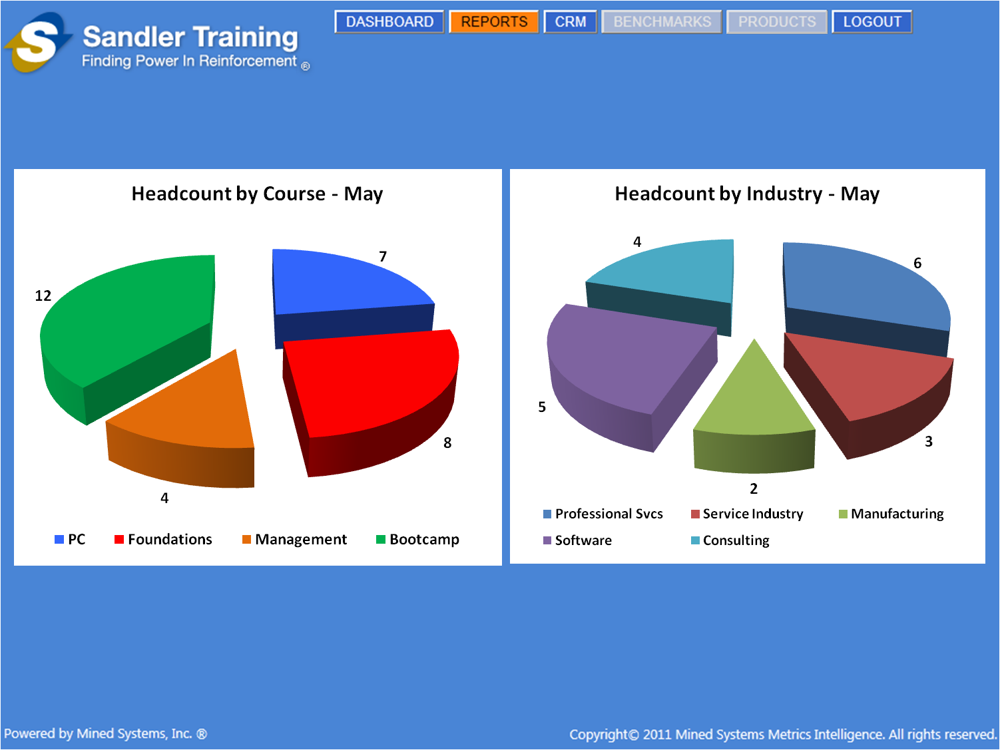 DASHBOARD REPORTS CRM BENCHMARKS PRODUCTS LOGOUT
S
Sandler Training
Finding Power In Reinforcement ®
Headcount by Course - May
7
12
8
4
PC Foundations Management Bootcamp
Headcount by Industry - May
4
6
5
3
2
Professional Svcs Service Industry Manufacturing
Software Consulting
Powered by Mined Systems, Inc. ®
Copyright© 2011 Mined Systems Metrics Intelligence. All rights reserved.